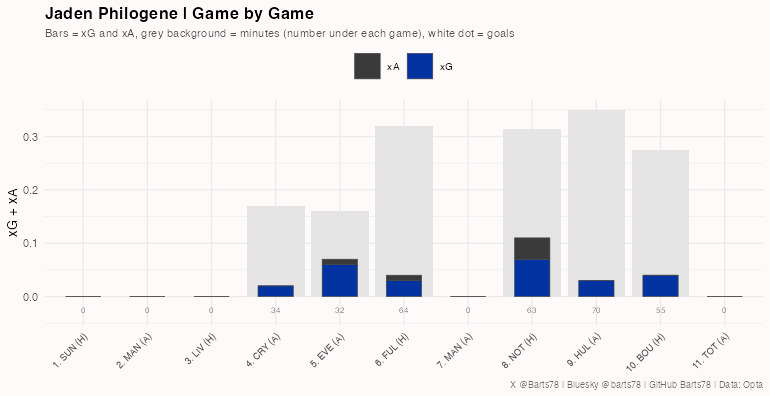 Jaden Philogene | Game by Game
Bars = xG and xA, grey background = minutes (number under each game), white dot = goals
xA xG
xG + xA
0.3
0.2
0.1
0.0
0 0 0 34 32 64 0 63 70 55 0
1. SUN (H)
2. MAN (A)
3. LIV (H)
4. CRY (A)
5. EVE (A)
6. FUL (H)
7. MAN (A)
8. NOT (H)
9. HUL (A)
10. BOU (H)
11. TOT (A)
X @Barts78 | Bluesky @barts78 | GitHub Barts78 | Data: Opta